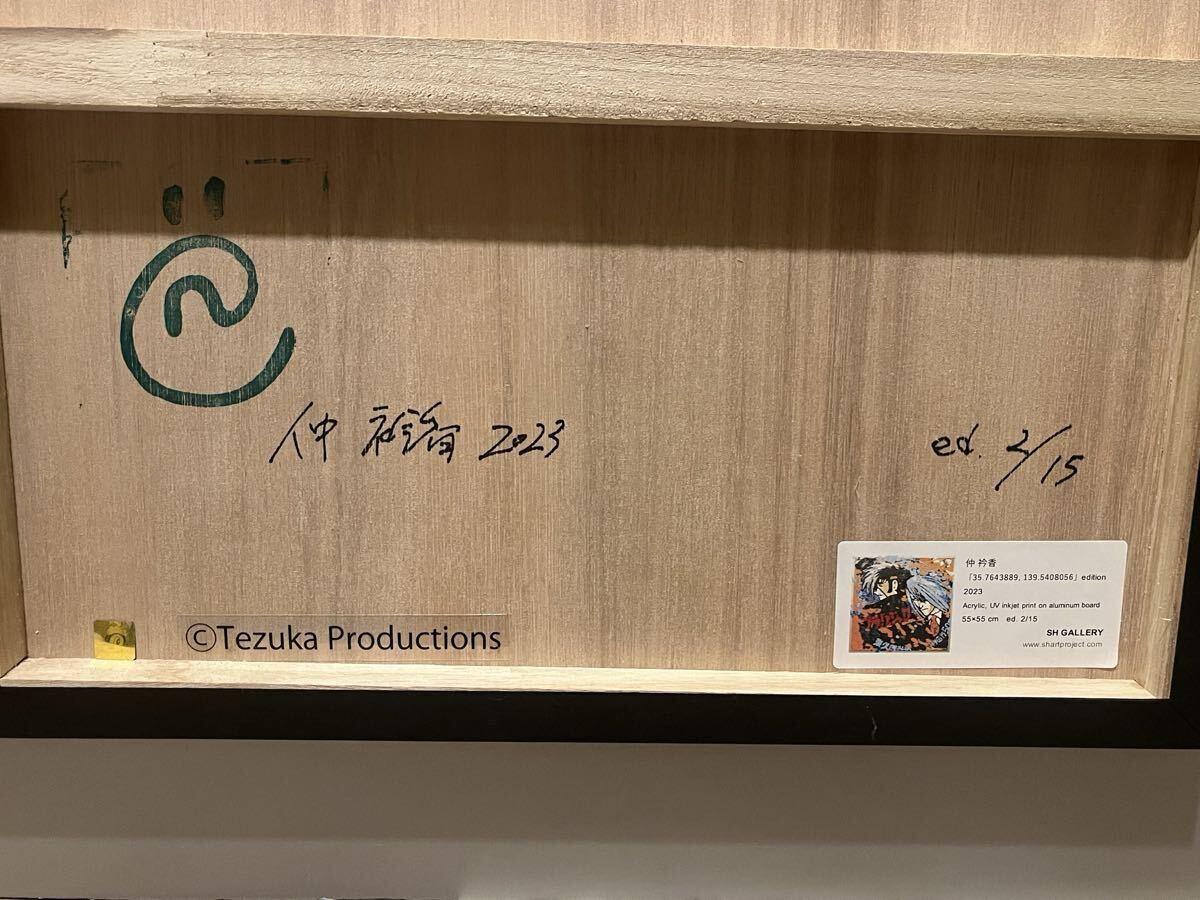 仲 衿香 2023
ed. 2/15
仲 衿香
「35.7643889, 139.5408056」edition
2023
Acrylic, UV inkjet print on aluminum board
55×55 cm ed. 2/15
SH GALLERY
www.shartproject.com
©Tezuka Productions